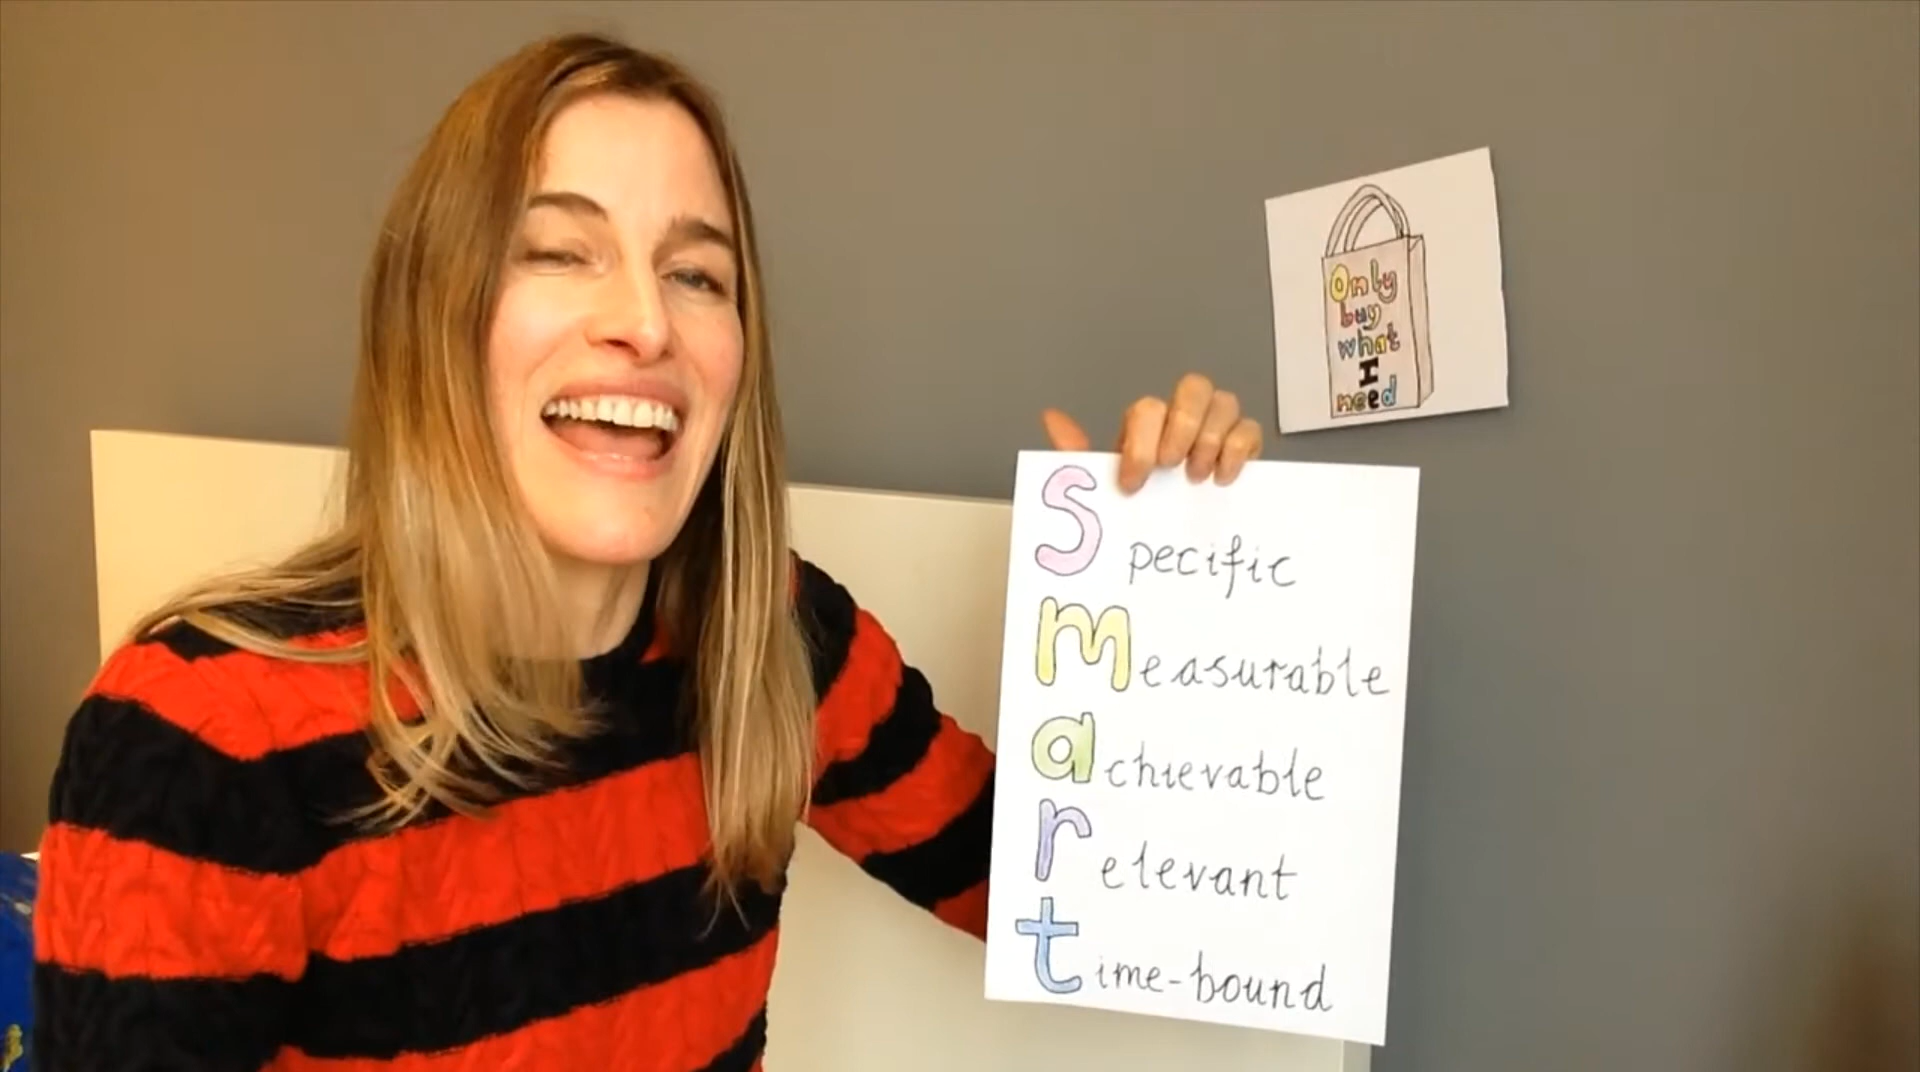 Only
buy
what
I
need
Specific
measurable
achievable
relevant
time-bound